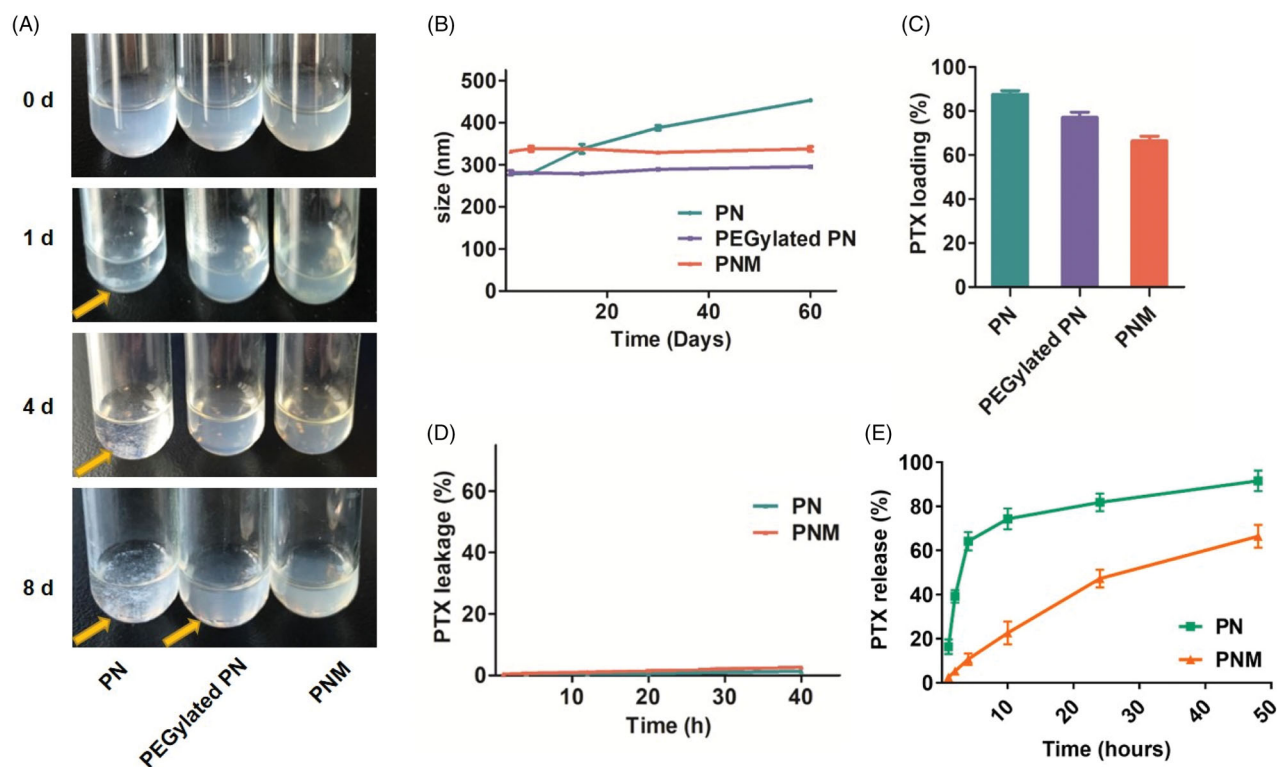 (A)
0 d
1 d
4 d
8 d
PN
PEGylated PN
PNM
(B)
size (nm)
500
400
300
200
100
0
20
40
60
Time (Days)
PN
PEGylated PN
PNM
(C)
PTX loading (%)
100
80
60
40
20
0
PN
PEGylated PN
PNM
(D)
PTX leakage (%)
60
40
20
0
10
20
30
40
Time (h)
PN
PNM
(E)
PTX release (%)
100
80
60
40
20
0
10
20
30
40
50
Time (hours)
PN
PNM